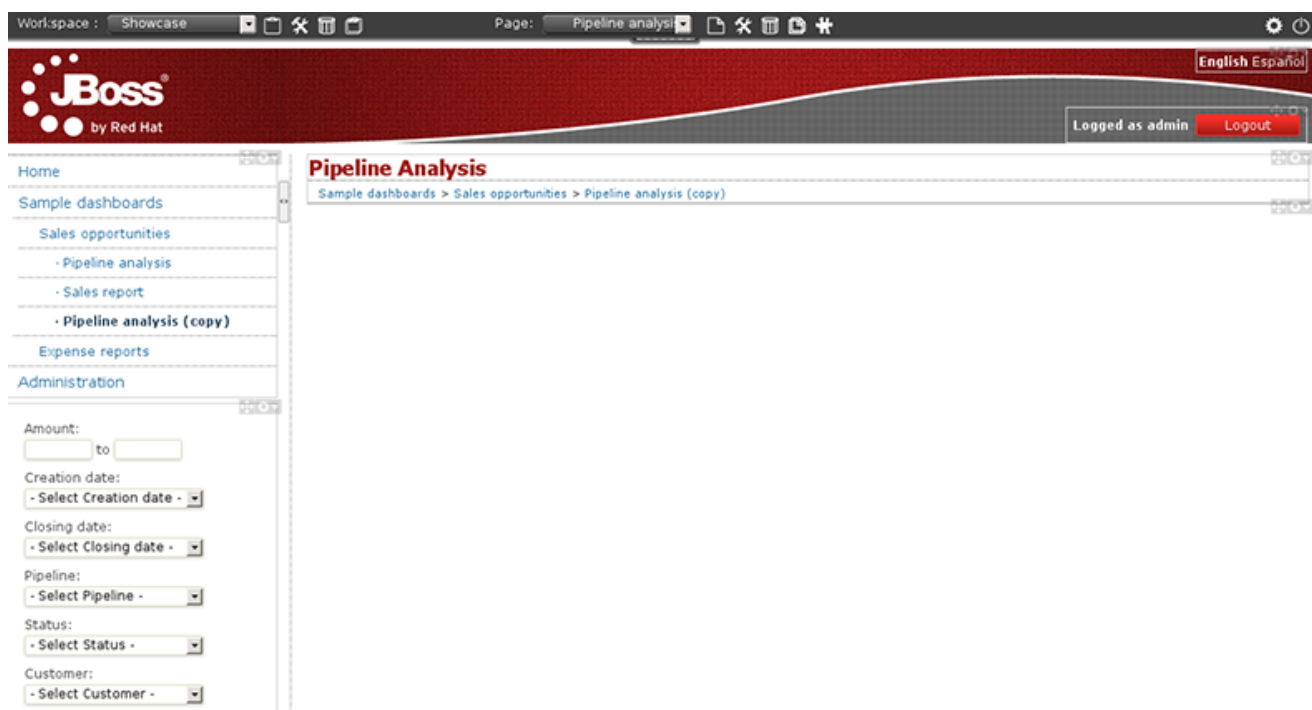 Workspace : Showcase Page: Pipeline analysi
English Español
JBoss®
by Red Hat
Logged as admin Logout
Home
Sample dashboards
Sales opportunities
· Pipeline analysis
· Sales report
· Pipeline analysis (copy)
Expense reports
Administration
Pipeline Analysis
Sample dashboards > Sales opportunities > Pipeline analysis (copy)
Amount:
to
Creation date:
- Select Creation date -
Closing date:
- Select Closing date -
Pipeline:
- Select Pipeline -
Status:
- Select Status -
Customer:
- Select Customer -